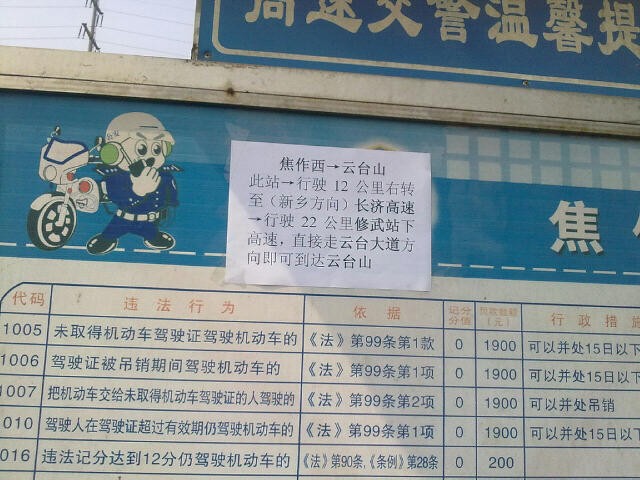 高速交警温馨提
公安
焦作西→云台山
此站→行驶 12 公里右转
至（新乡方向）长济高速
→行驶 22 公里修武站下
高速，直接走云台大道方
向即可到达云台山
焦
代码 违法行为 依据 记分分值 罚款金额（元） 行政措施
1005 未取得机动车驾驶证驾驶机动车的 《法》第99条第1款 0 1900 可以并处15日以下
1006 驾驶证被吊销期间驾驶机动车的 《法》第99条第1项 0 1900 可以并处15日以下
1007 把机动车交给未取得机动车驾驶证的人驾驶的 《法》第99条第2项 0 1900 可以并处吊销
010 驾驶人在驾驶证超过有效期仍驾驶机动车的 《法》第99条第1项 0 1900 可以并处15日以下
016 违法记分达到12分仍驾驶机动车的 《法》第90条,《条例》第28条 0 200